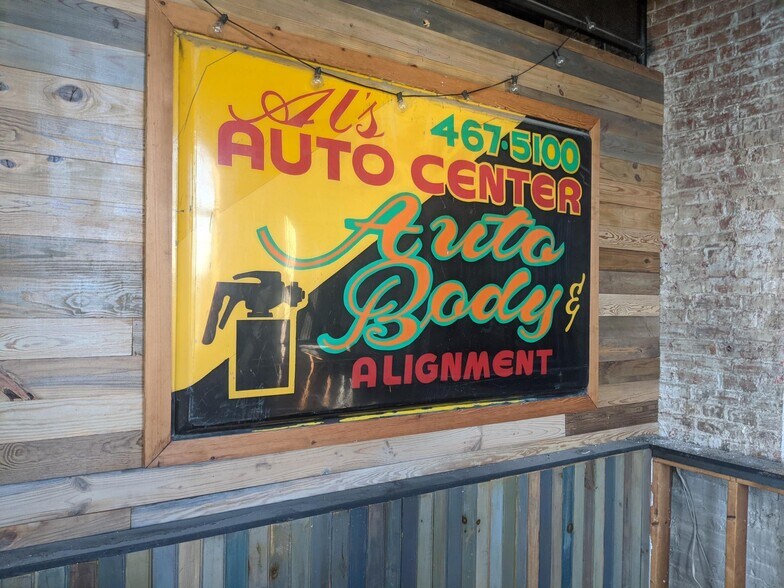 Al's 467·5100
AUTO CENTER
Auto
Body &
ALIGNMENT